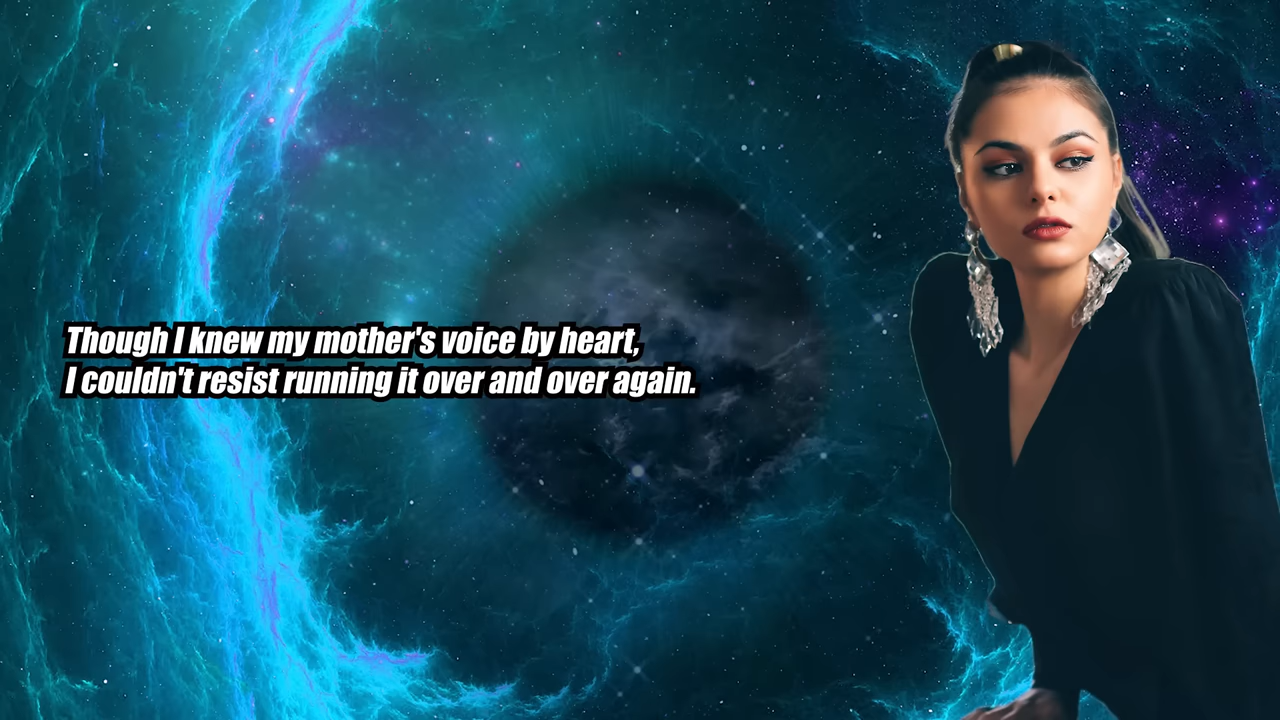 Though I knew my mother's voice by heart,
I couldn't resist running it over and over again.